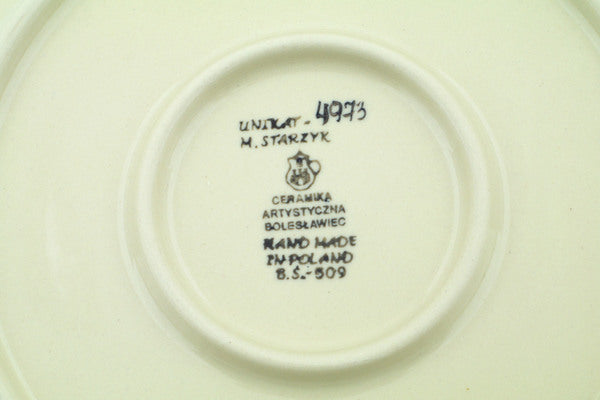 UNIKAT - 4973
M. STARZYK
CERAMIKA
ARTYSTYCZNA
BOLESŁAWIEC
HAND MADE
IN POLAND
B.Ś.-509